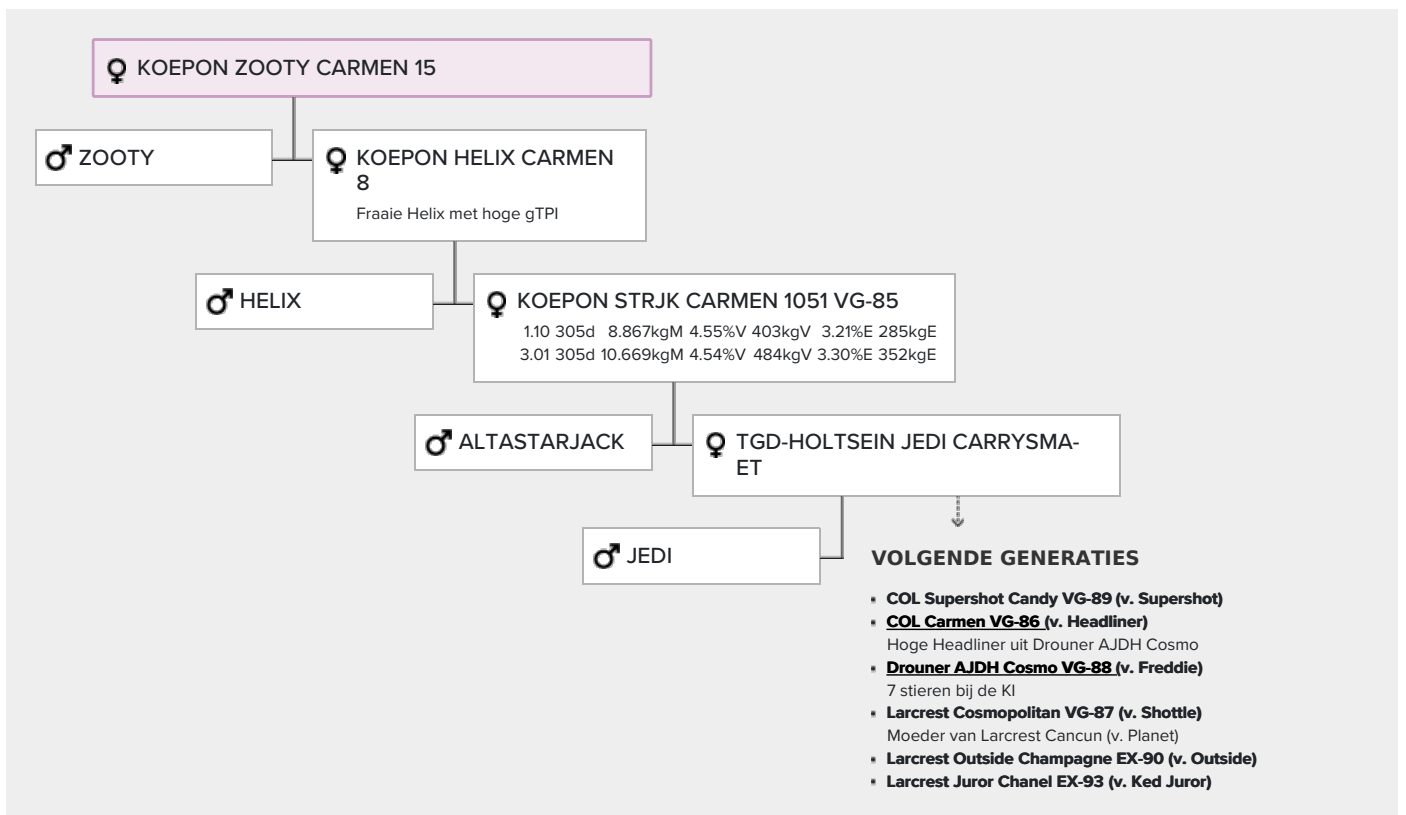 KOEPON ZOOTY CARMEN 15
ZOOTY
KOEPON HELIX CARMEN
8
Fraaie Helix met hoge gTPI
HELIX
KOEPON STRJK CARMEN 1051 VG-85
1.10 305d 8.867kgM 4.55%V 403kgV 3.21%E 285kgE
3.01 305d 10.669kgM 4.54%V 484kgV 3.30%E 352kgE
ALTASTARJACK
TGD-HOLTSEIN JEDI CARRYSMA-
ET
JEDI
VOLGENDE GENERATIES
COL Supershot Candy VG-89 (v. Supershot)
COL Carmen VG-86 (v. Headliner)
Hoge Headliner uit Drouner AJDH Cosmo
Drouner AJDH Cosmo VG-88 (v. Freddie)
7 stieren bij de KI
Larcrest Cosmopolitan VG-87 (v. Shottle)
Moeder van Larcrest Cancun (v. Planet)
Larcrest Outside Champagne EX-90 (v. Outside)
Larcrest Juror Chanel EX-93 (v. Ked Juror)